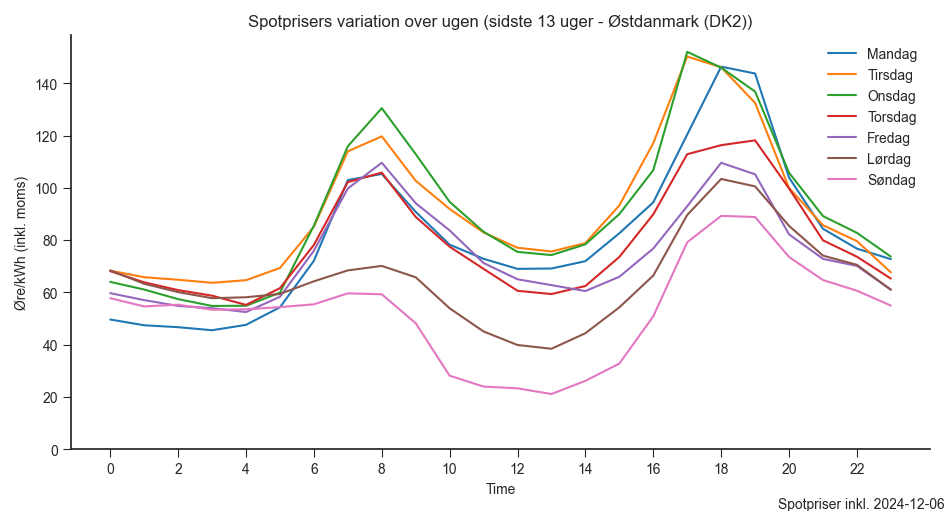 Spotprisers variation over ugen (sidste 13 uger - Østdanmark (DK2))
Øre/kWh (inkl. moms)
140
120
100
80
60
40
20
0
Mandag
Tirsdag
Onsdag
Torsdag
Fredag
Lørdag
Søndag
0 2 4 6 8 10 12 14 16 18 20 22
Time
Spotpriser inkl. 2024-12-06